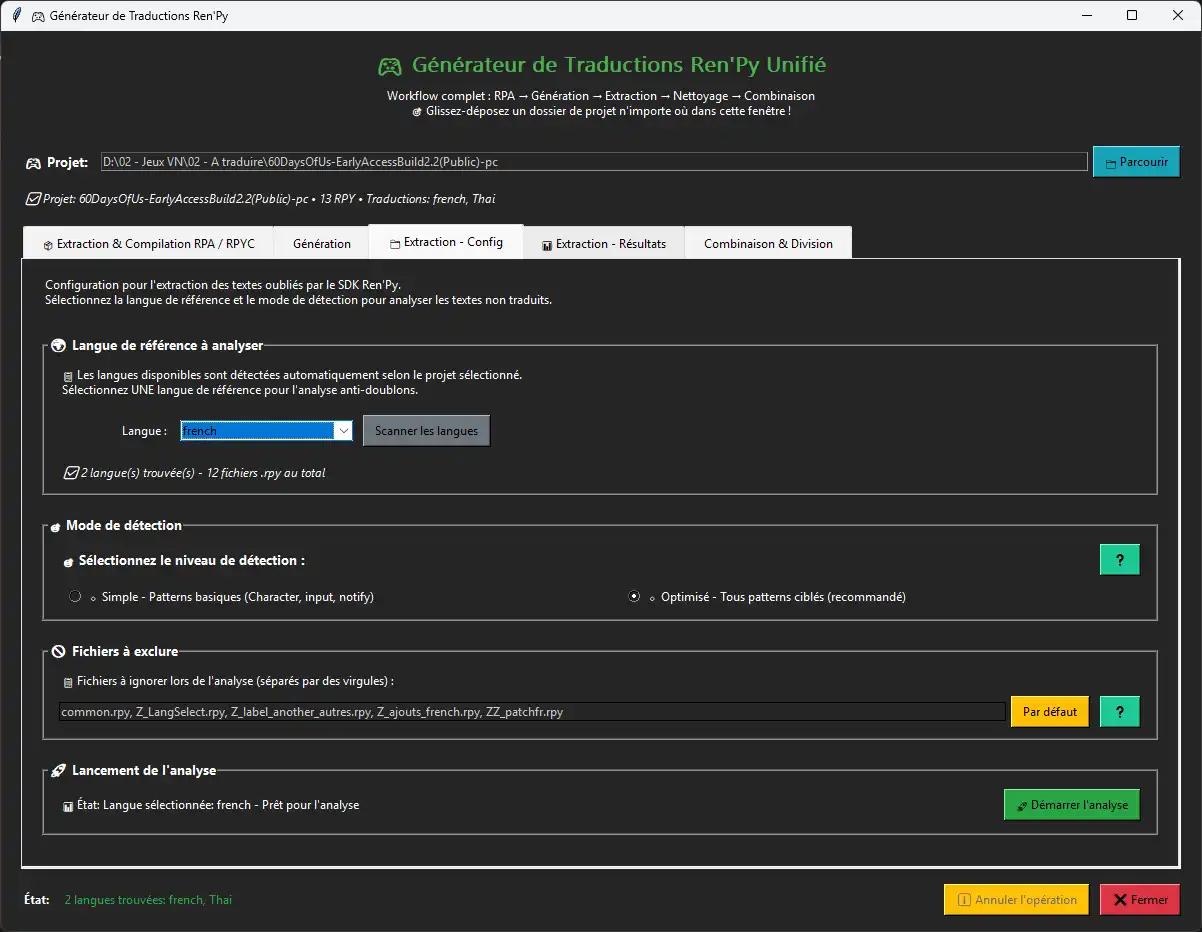 Générateur de Traductions Ren'Py
Générateur de Traductions Ren'Py Unifié
Workflow complet : RPA → Génération → Extraction → Nettoyage → Combinaison
Glissez-déposez un dossier de projet n'importe où dans cette fenêtre !
Projet: D:\02 - Jeux VN\02 - A traduire\60DaysOfUs-EarlyAccessBuild2.2(Public)-pc Parcourir
Projet: 60DaysOfUs-EarlyAccessBuild2.2(Public)-pc • 13 RPY • Traductions: french, Thai
Extraction & Compilation RPA / RPYC Génération Extraction - Config Extraction - Résultats Combinaison & Division
Configuration pour l'extraction des textes oubliés par le SDK Ren'Py.
Sélectionnez la langue de référence et le mode de détection pour analyser les textes non traduits.
Langue de référence à analyser
Les langues disponibles sont détectées automatiquement selon le projet sélectionné.
Sélectionnez UNE langue de référence pour l'analyse anti-doublons.
Langue : french Scanner les langues
2 langue(s) trouvée(s) - 12 fichiers .rpy au total
Mode de détection
Sélectionnez le niveau de détection :
?
Simple - Patterns basiques (Character, input, notify) Optimisé - Tous patterns ciblés (recommandé)
Fichiers à exclure
Fichiers à ignorer lors de l'analyse (séparés par des virgules) :
common.rpy, Z_LangSelect.rpy, Z_label_another_autres.rpy, Z_ajouts_french.rpy, ZZ_patchfr.rpy Par défaut ?
Lancement de l'analyse
État: Langue sélectionnée: french - Prêt pour l'analyse Démarrer l'analyse
État: 2 langues trouvées: french, Thai Annuler l'opération Fermer